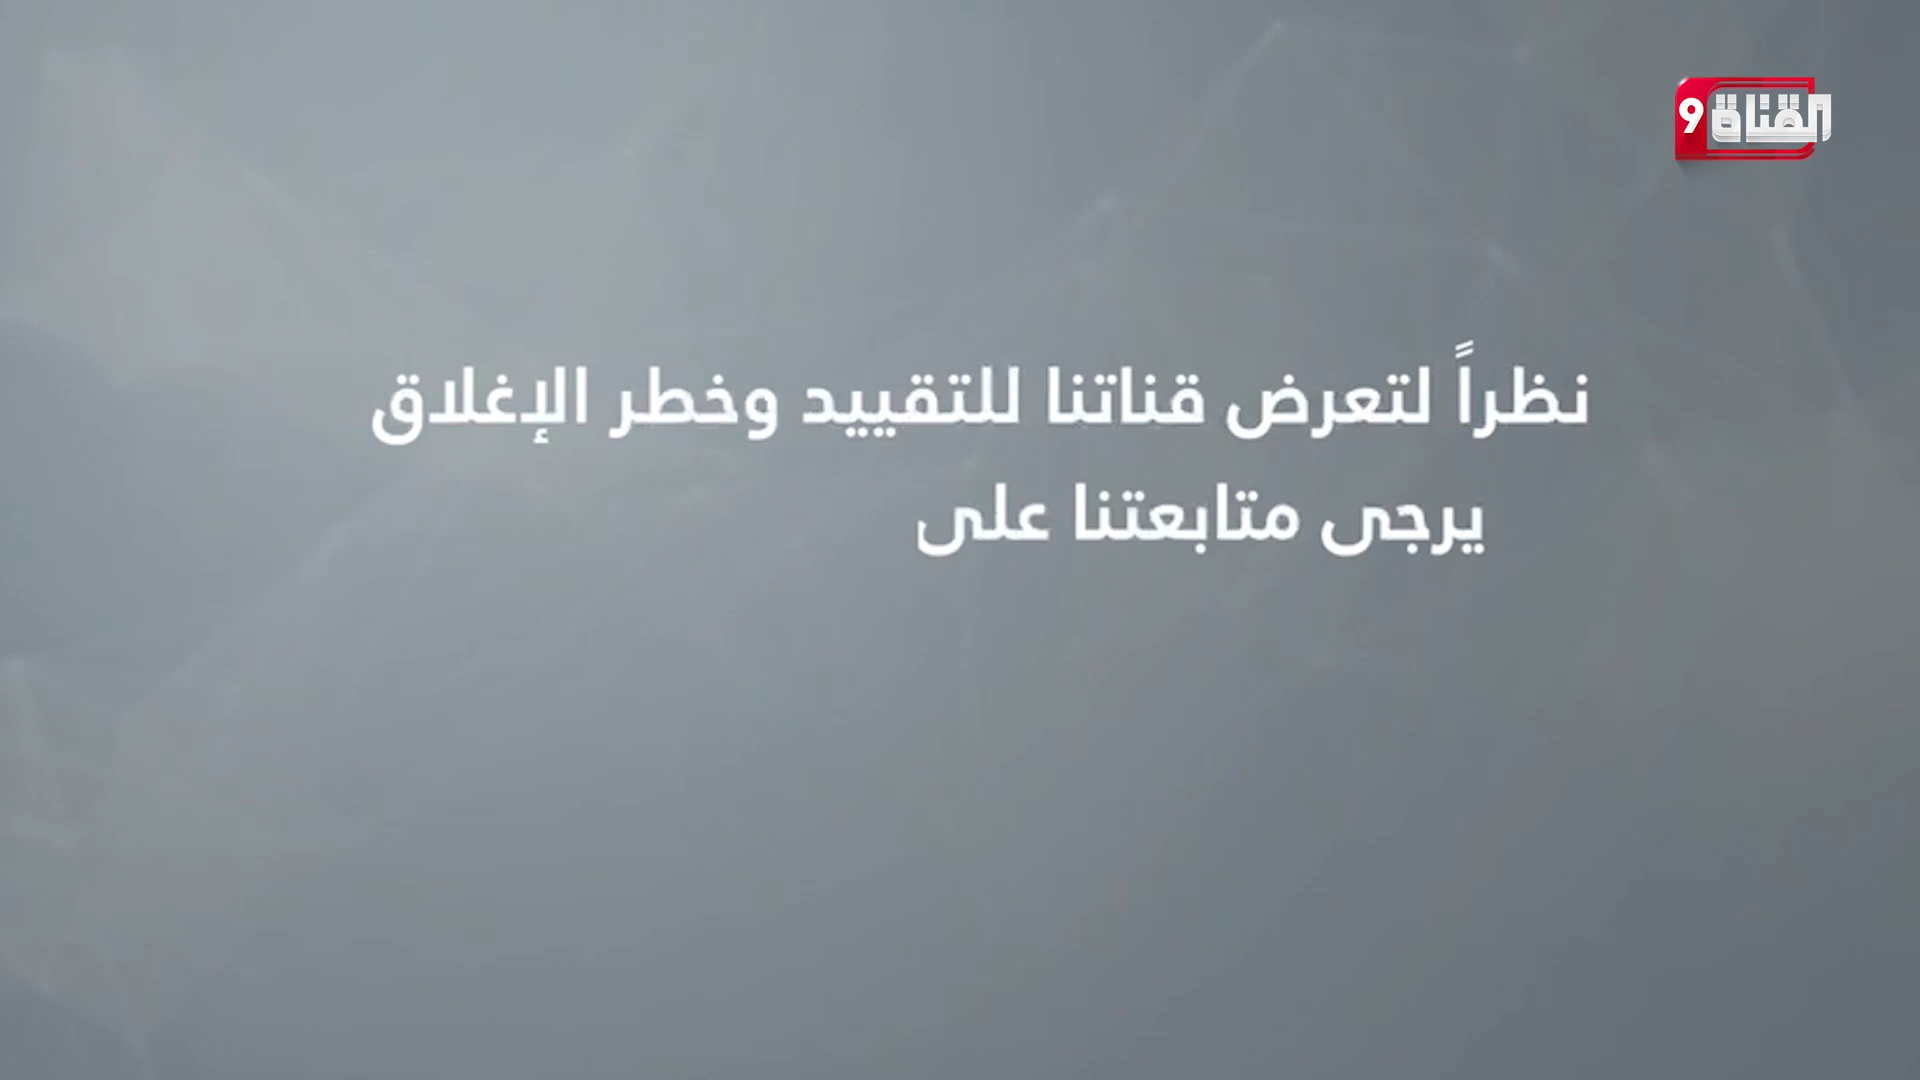 القناة 9
نظراً لتعرض قناتنا للتقييد وخطر الإغلاق
يرجى متابعتنا على